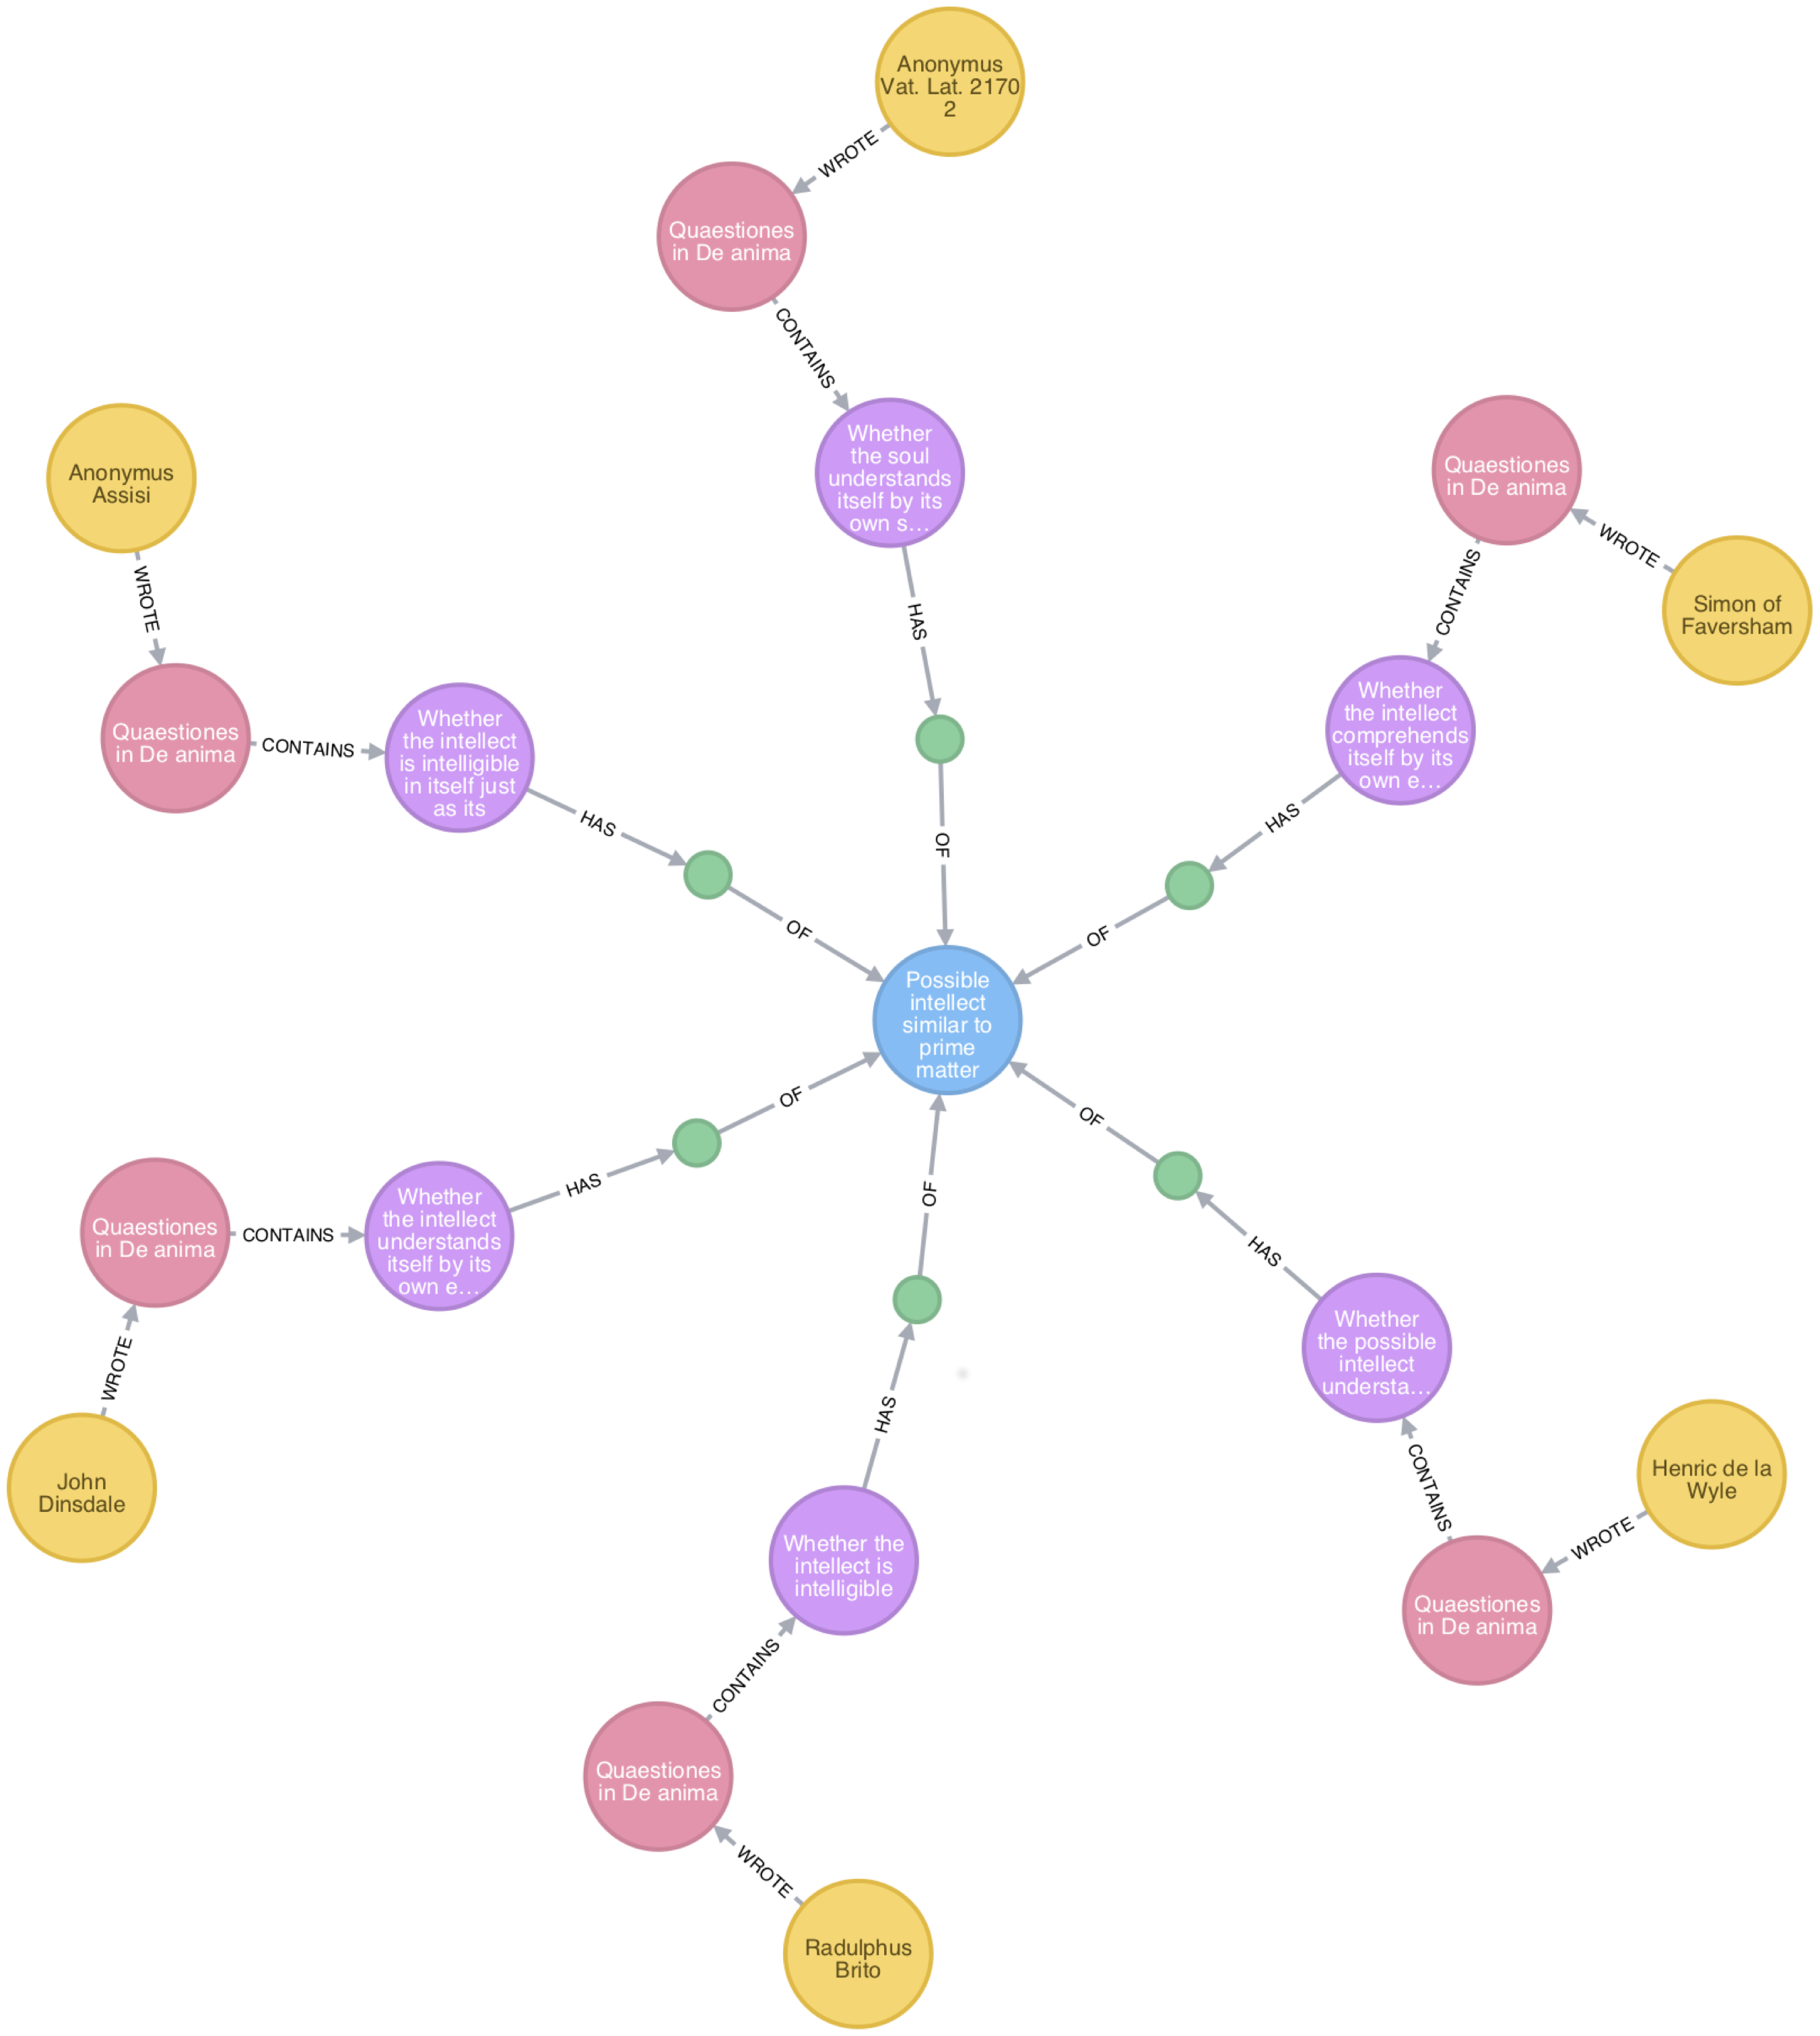 Anonymus
Vat. Lat. 2170
2
WROTE
Quaestiones
in De anima
CONTAINS
Whether
the soul
understands
itself by its
own s…
HAS
OF
Anonymus
Assisi
WROTE
Quaestiones
in De anima
CONTAINS
Whether
the intellect
is intelligible
in itself just
as its
HAS
OF
Quaestiones
in De anima
WROTE
Simon of
Faversham
CONTAINS
Whether
the intellect
comprehends
itself by its
own e…
HAS
OF
Possible
intellect
similar to
prime
matter
OF
HAS
Quaestiones
in De anima
CONTAINS
Whether
the intellect
understands
itself by its
own e…
WROTE
John
Dinsdale
OF
HAS
Whether the
intellect is
intelligible
CONTAINS
Quaestiones
in De anima
WROTE
Radulphus
Brito
OF
HAS
Whether
the possible
intellect
understa…
CONTAINS
Henric de la
Wyle
WROTE
Quaestiones
in De anima